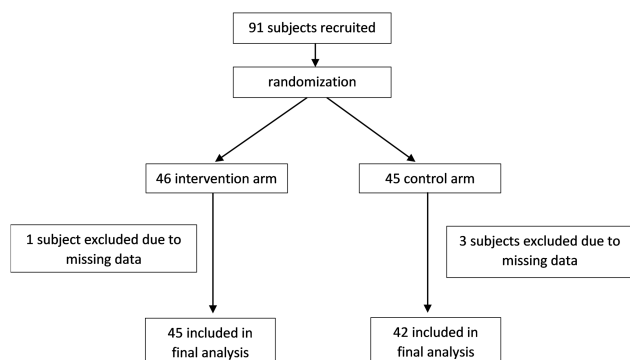 91 subjects recruited
randomization
46 intervention arm
45 control arm
1 subject excluded due to
missing data
3 subjects excluded due to
missing data
45 included in
final analysis
42 included in
final analysis